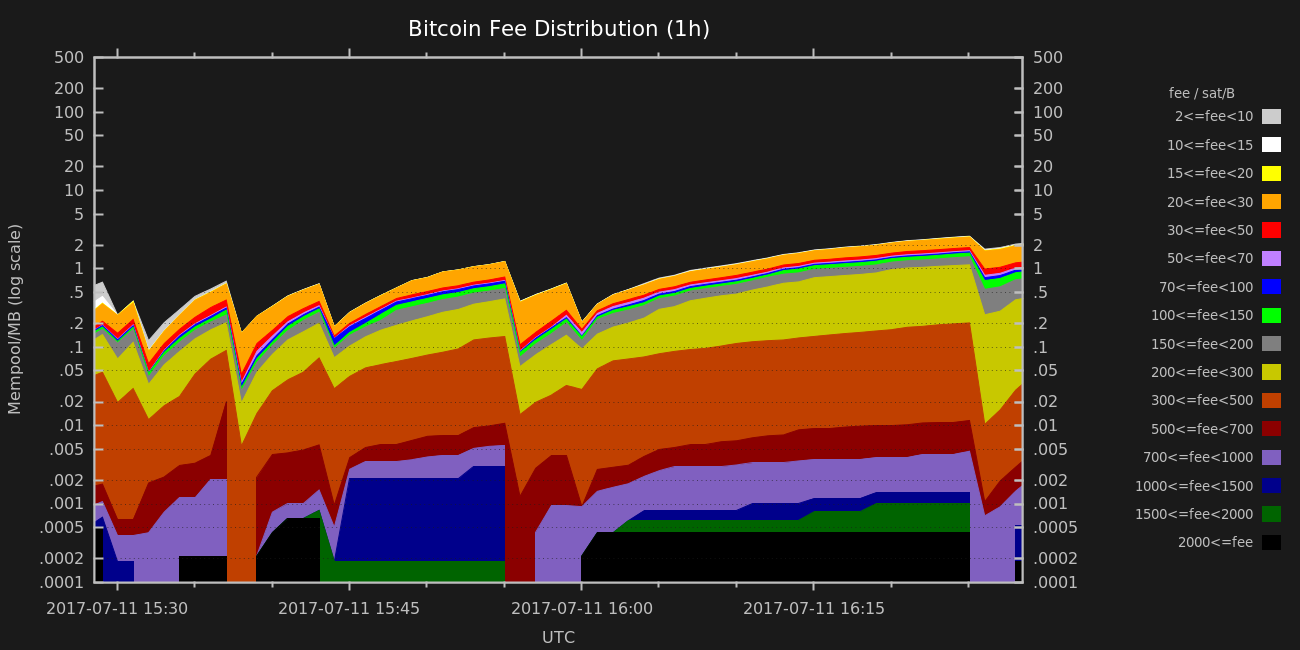 Bitcoin Fee Distribution (1h)
Mempool/MB (log scale)
500
200
100
50
20
10
5
2
1
.5
.2
.1
.05
.02
.01
.005
.002
.001
.0005
.0002
.0001
500
200
100
50
20
10
5
2
1
.5
.2
.1
.05
.02
.01
.005
.002
.001
.0005
.0002
.0001
2017-07-11 15:30
2017-07-11 15:45
2017-07-11 16:00
2017-07-11 16:15
UTC
fee / sat/B
2<=fee<10
10<=fee<15
15<=fee<20
20<=fee<30
30<=fee<50
50<=fee<70
70<=fee<100
100<=fee<150
150<=fee<200
200<=fee<300
300<=fee<500
500<=fee<700
700<=fee<1000
1000<=fee<1500
1500<=fee<2000
2000<=fee